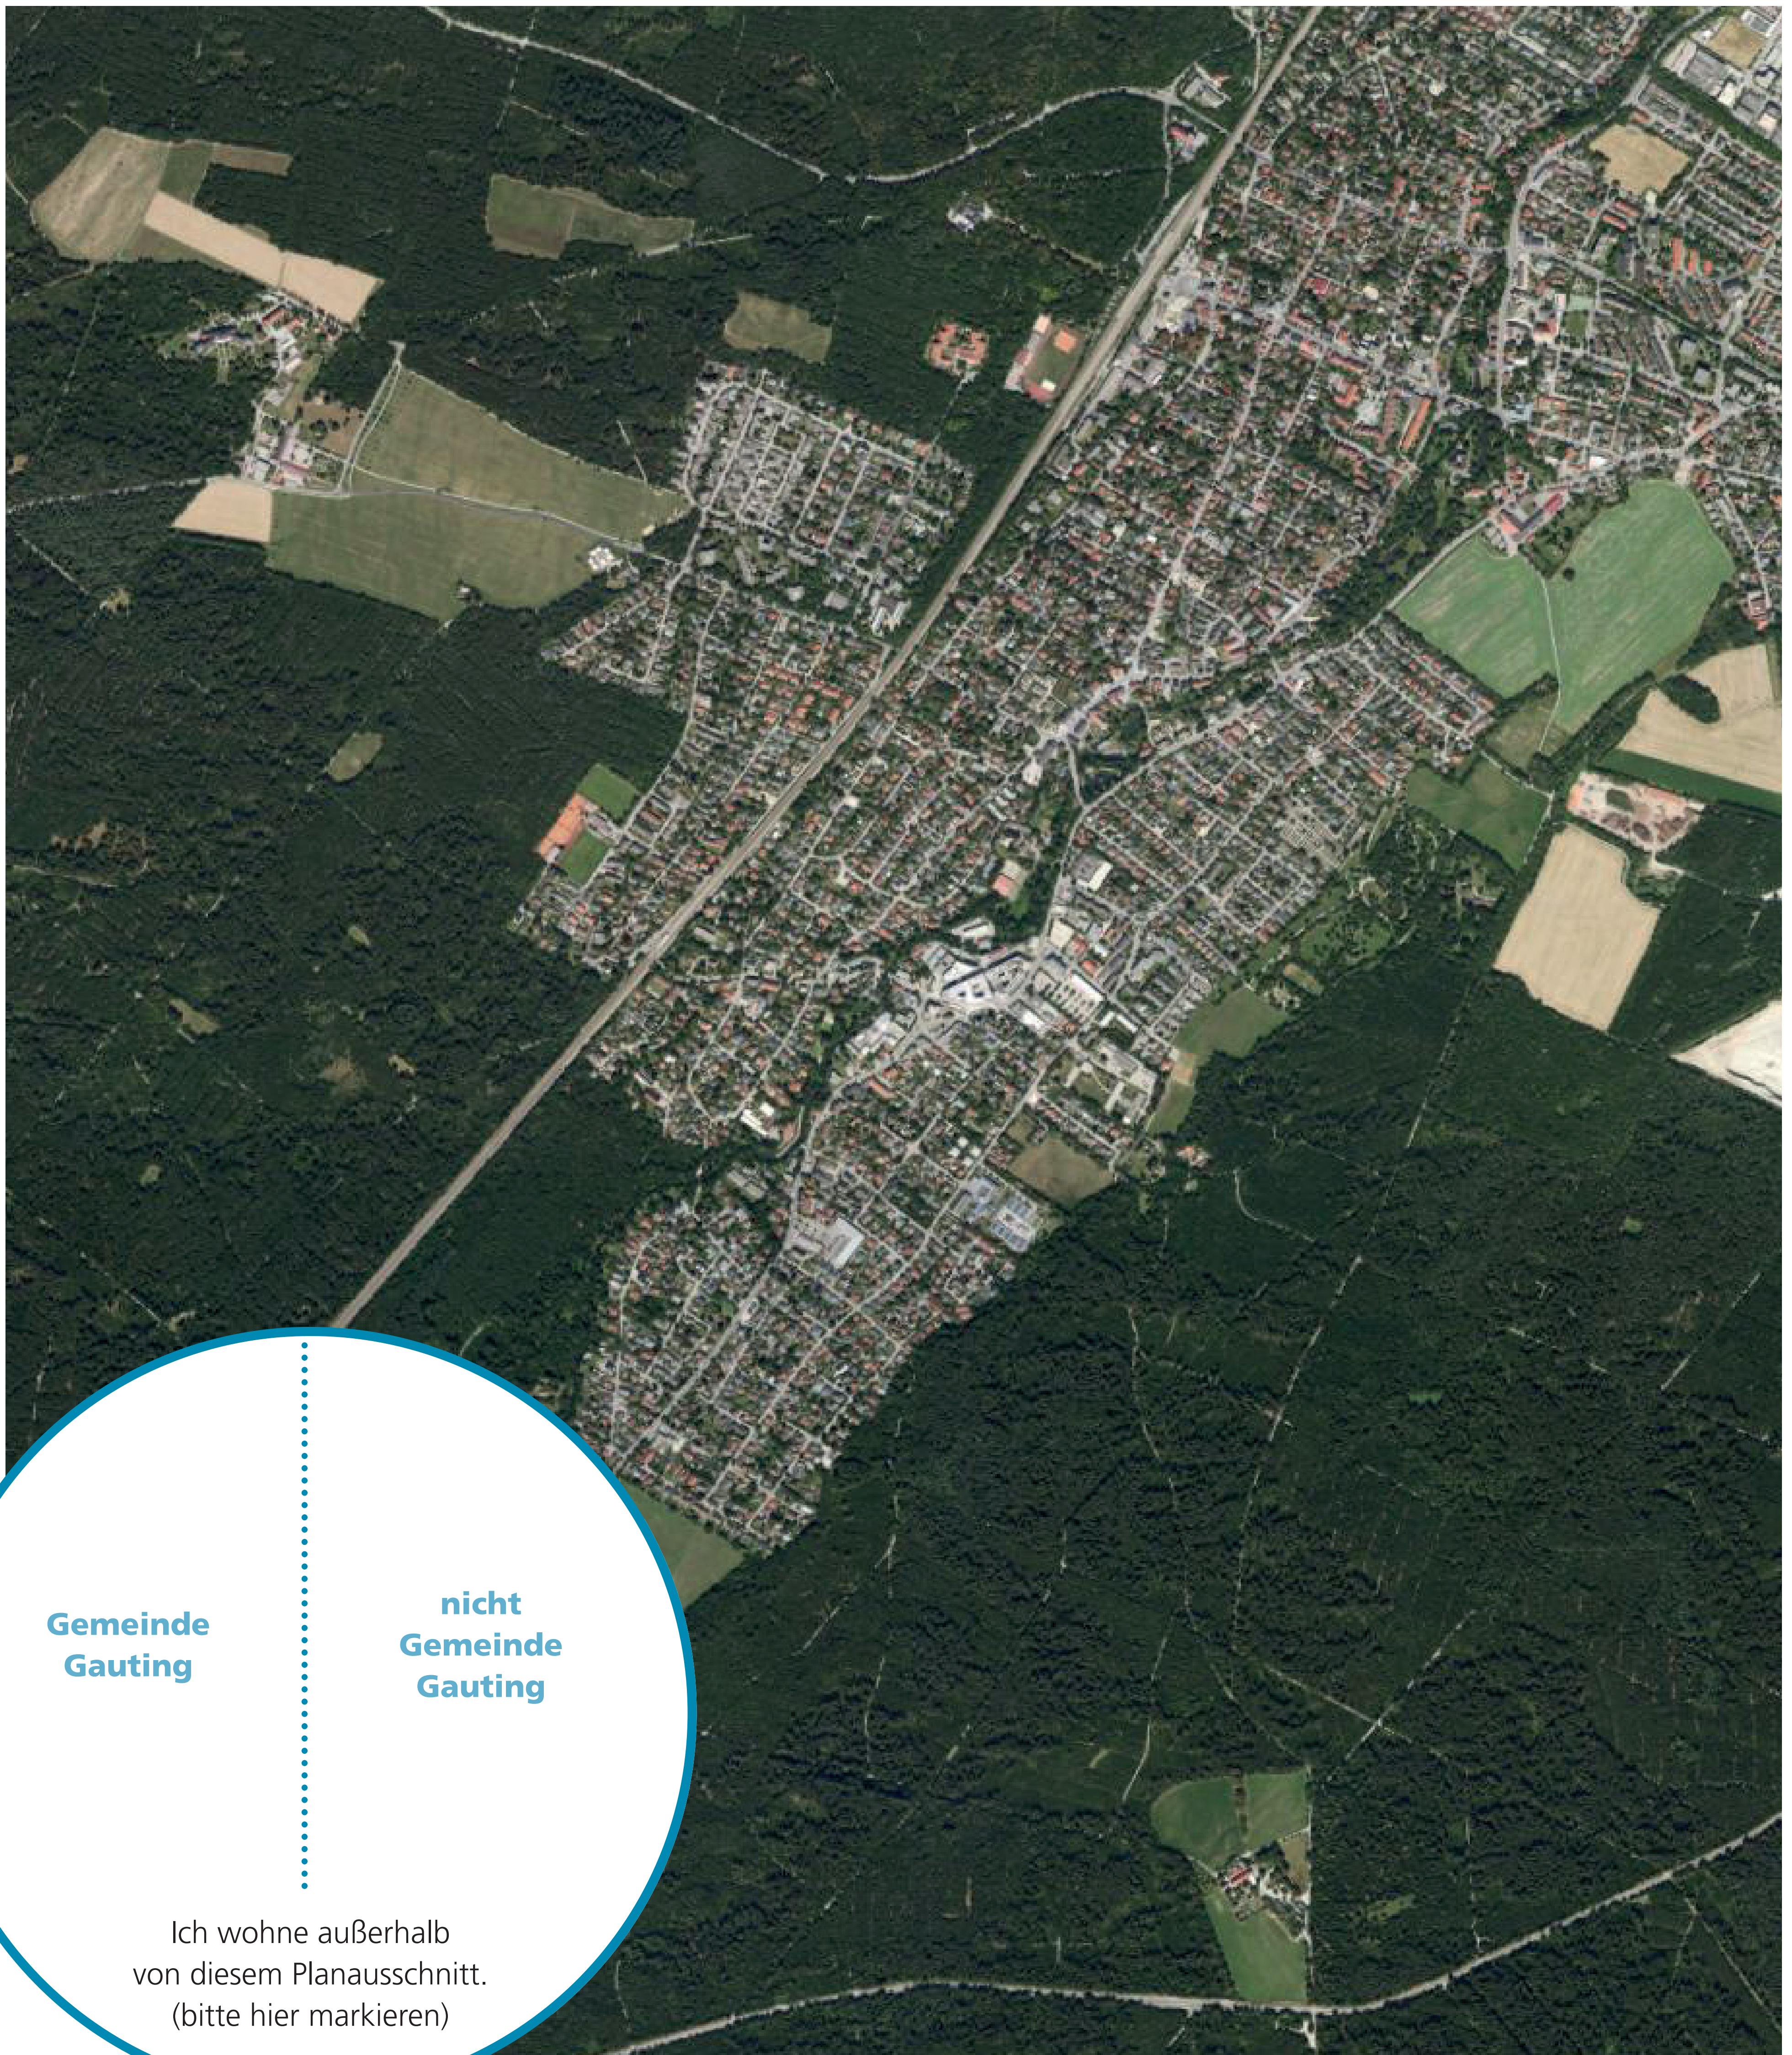 Gemeinde
Gauting
nicht
Gemeinde
Gauting
Ich wohne außerhalb
von diesem Planausschnitt.
(bitte hier markieren)